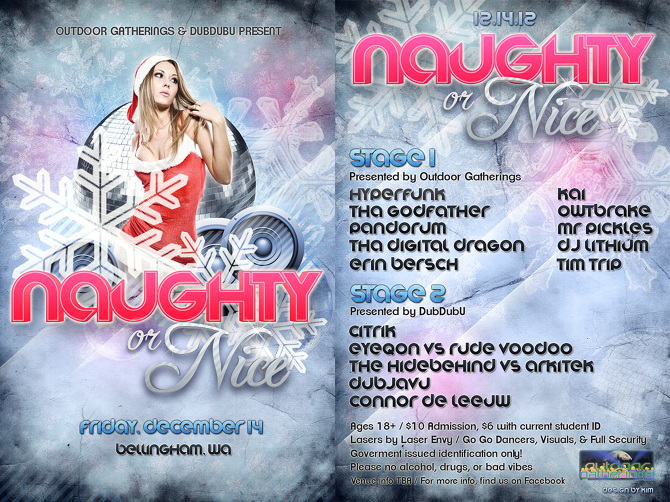 OUTDOOR GATHERINGS & DUBDUBU PRESENT
NAUGHTY
or Nice
Friday, December 14
Bellingham, WA
12.14.12
NAUGHTY
or Nice
Stage 1
Presented by Outdoor Gatherings
Hyperfunk
Tha Godfather
Pandorum
Tha Digital Dragon
Erin Bersch
Kai
Owtbrake
Mr Pickles
DJ Lithium
Tim Trip
Stage 2
Presented by DubDubU
Citrik
Eyeqon vs Rude Voodoo
The Hidebehind vs Arkitek
Dubjavu
Connor De Leeuw
Ages 18+ / $10 Admission, $6 with current student ID
Lasers by Laser Envy / Go Go Dancers, Visuals, & Full Security
Goverment issued identification only!
Please no alcohol, drugs, or bad vibes
Venue info TBA / For more info, find us on Facebook
Design by Kim